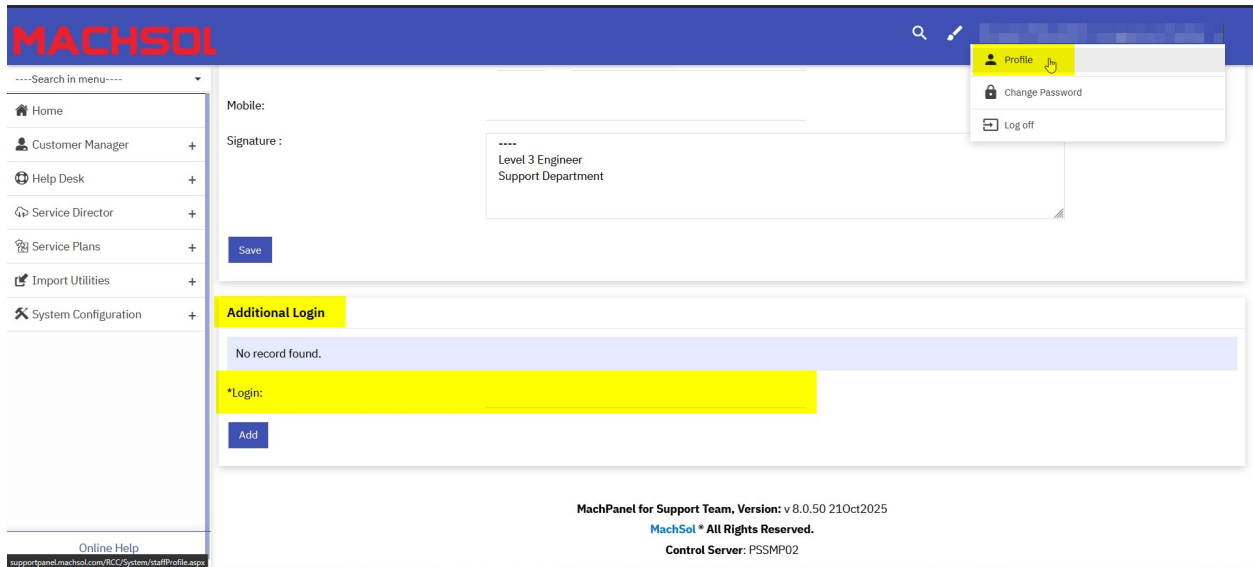 MACHSOL
Profile
Change Password
Log off
----Search in menu----
Home
Customer Manager +
Help Desk +
Service Director +
Service Plans +
Import Utilities +
System Configuration +
Online Help
supportpanel.machsol.com/RCC/System/staffProfile.aspx
Mobile:
Signature :
----
Level 3 Engineer
Support Department
Save
Additional Login
No record found.
*Login:
Add
MachPanel for Support Team, Version: v 8.0.50 21Oct2025
MachSol ® All Rights Reserved.
Control Server: PSSMP02